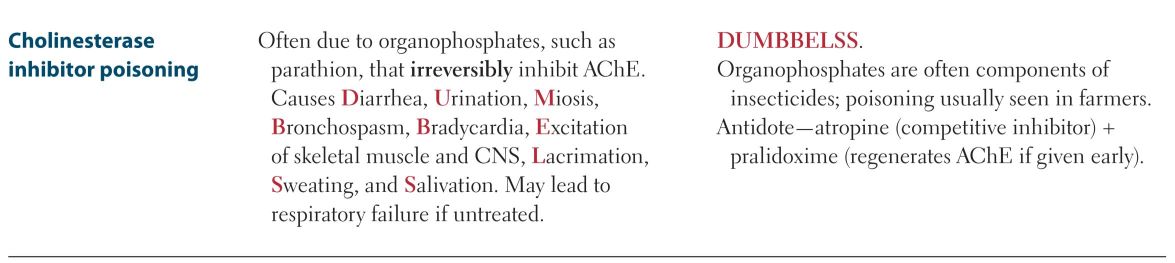 Cholinesterase
inhibitor poisoning
Often due to organophosphates, such as
parathion, that irreversibly inhibit AChE.
Causes Diarrhea, Urination, Miosis,
Bronchospasm, Bradycardia, Excitation
of skeletal muscle and CNS, Lacrimation,
Sweating, and Salivation. May lead to
respiratory failure if untreated.
DUMBBELSS.
Organophosphates are often components of
insecticides; poisoning usually seen in farmers.
Antidote—atropine (competitive inhibitor) +
pralidoxime (regenerates AChE if given early).